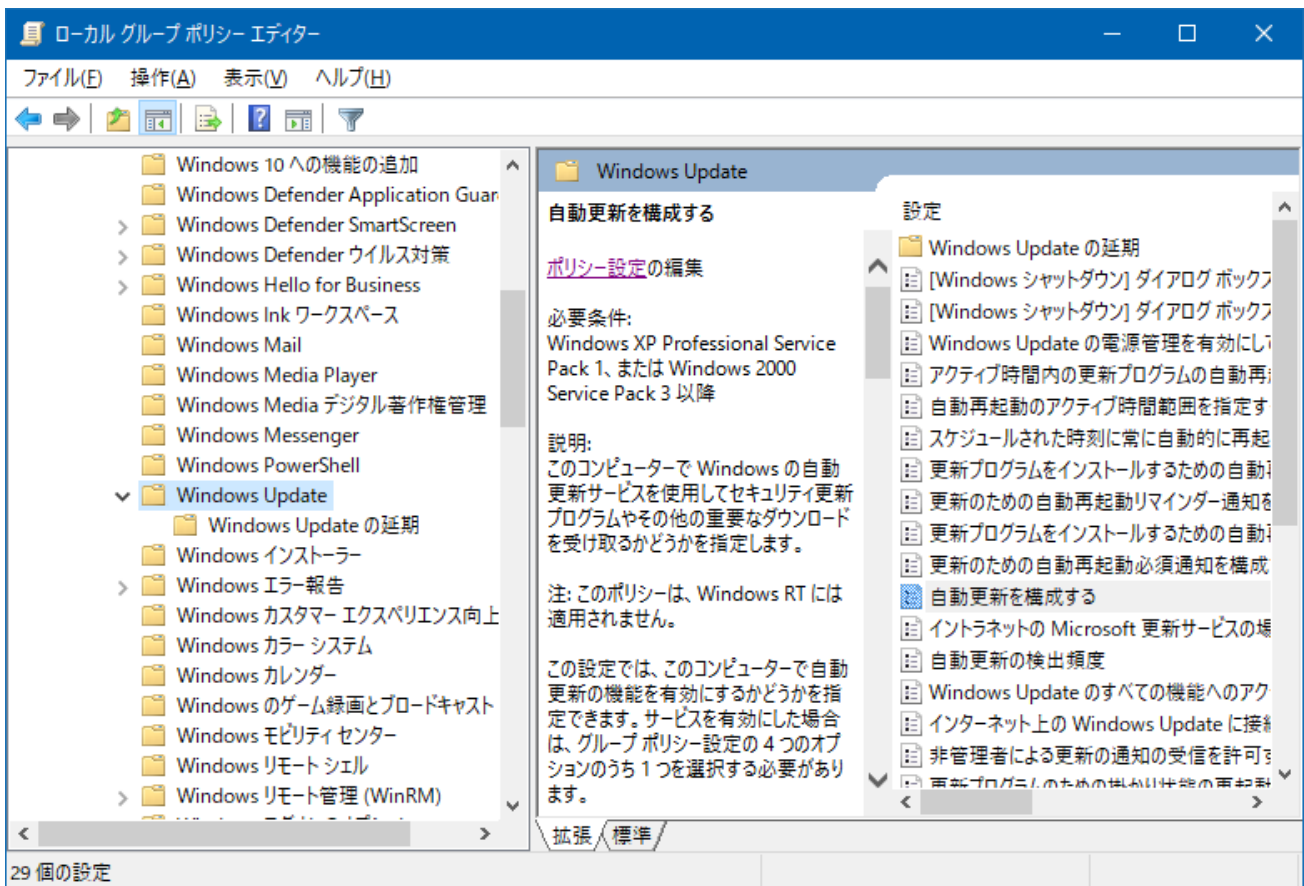 ローカル グループ ポリシー エディター
ファイル(F) 操作(A) 表示(V) ヘルプ(H)
Windows 10 への機能の追加
Windows Defender Application Guar
Windows Defender SmartScreen
Windows Defender ウイルス対策
Windows Hello for Business
Windows Ink ワークスペース
Windows Mail
Windows Media Player
Windows Media デジタル著作権管理
Windows Messenger
Windows PowerShell
Windows Update
Windows Update の延期
Windows インストーラー
Windows エラー報告
Windows カスタマー エクスペリエンス向上
Windows カラー システム
Windows カレンダー
Windows のゲーム録画とブロードキャスト
Windows モビリティ センター
Windows リモート シェル
Windows リモート管理 (WinRM)
Windows Update
自動更新を構成する
ポリシー設定の編集
必要条件:
Windows XP Professional Service
Pack 1、または Windows 2000
Service Pack 3 以降
説明:
このコンピューターで Windows の自動
更新サービスを使用してセキュリティ更新
プログラムやその他の重要なダウンロード
を受け取るかどうかを指定します。
注: このポリシーは、Windows RT には
適用されません。
この設定では、このコンピューターで自動
更新の機能を有効にするかどうかを指
定できます。サービスを有効にした場合
は、グループ ポリシー設定の 4 つのオプ
ションのうち 1 つを選択する必要があり
ます。
設定
Windows Update の延期
[Windows シャットダウン] ダイアログ ボックス
[Windows シャットダウン] ダイアログ ボックス
Windows Update の電源管理を有効にして
アクティブ時間内の更新プログラムの自動再
自動再起動のアクティブ時間範囲を指定す
スケジュールされた時刻に常に自動的に再起
更新プログラムをインストールするための自動
更新のための自動再起動リマインダー通知を
更新プログラムをインストールするための自動
更新のための自動再起動必須通知を構成
自動更新を構成する
イントラネットの Microsoft 更新サービスの場
自動更新の検出頻度
Windows Update のすべての機能へのアク
インターネット上の Windows Update に接続
非管理者による更新の通知の受信を許可す
拡張 標準
29 個の設定